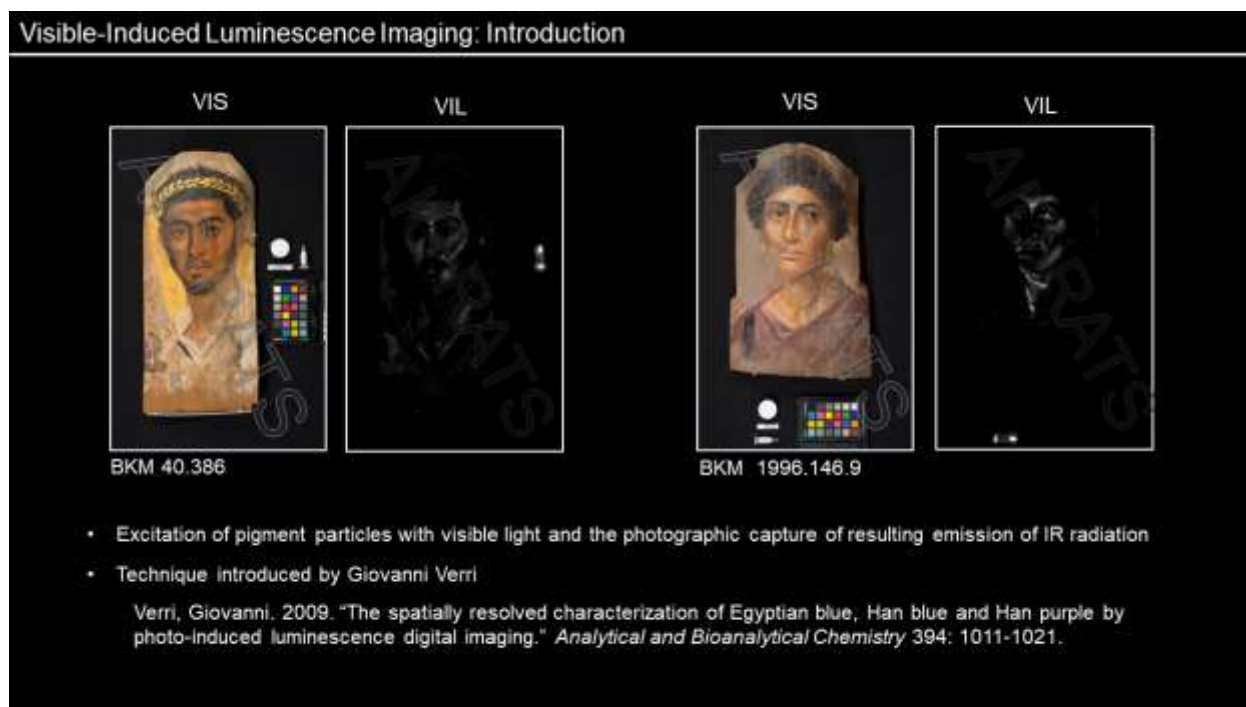 Visible-Induced Luminescence Imaging: Introduction
VIS
VIL
VIS
VIL
BKM 40.386
BKM 1996.146.9
• Excitation of pigment particles with visible light and the photographic capture of resulting emission of IR radiation
• Technique introduced by Giovanni Verri
Verri, Giovanni. 2009. “The spatially resolved characterization of Egyptian blue, Han blue and Han purple by
photo-induced luminescence digital imaging.” Analytical and Bioanalytical Chemistry 394: 1011-1021.